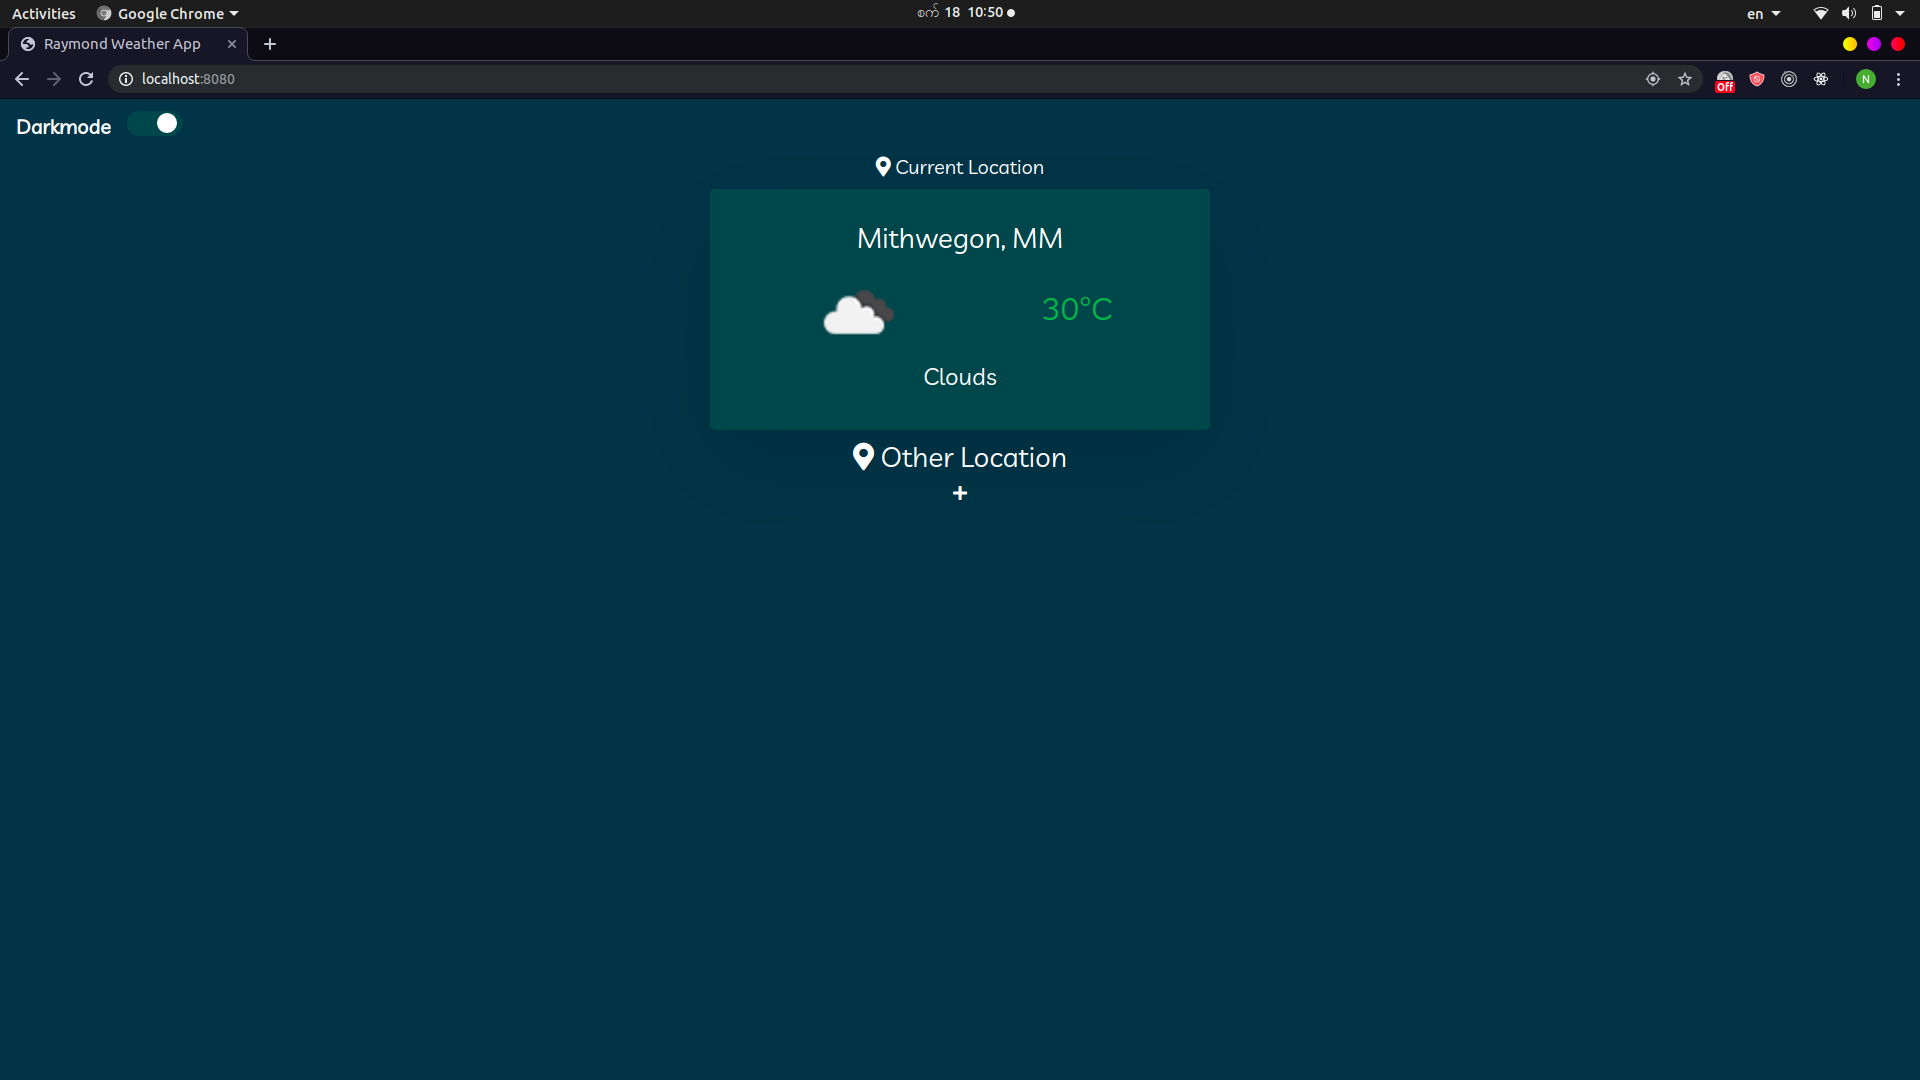 Activities Google Chrome စက် 18 10:50 en
Raymond Weather App
localhost:8080 Off N
Darkmode
Current Location
Mithwegon, MM
30°C
Clouds
Other Location
+